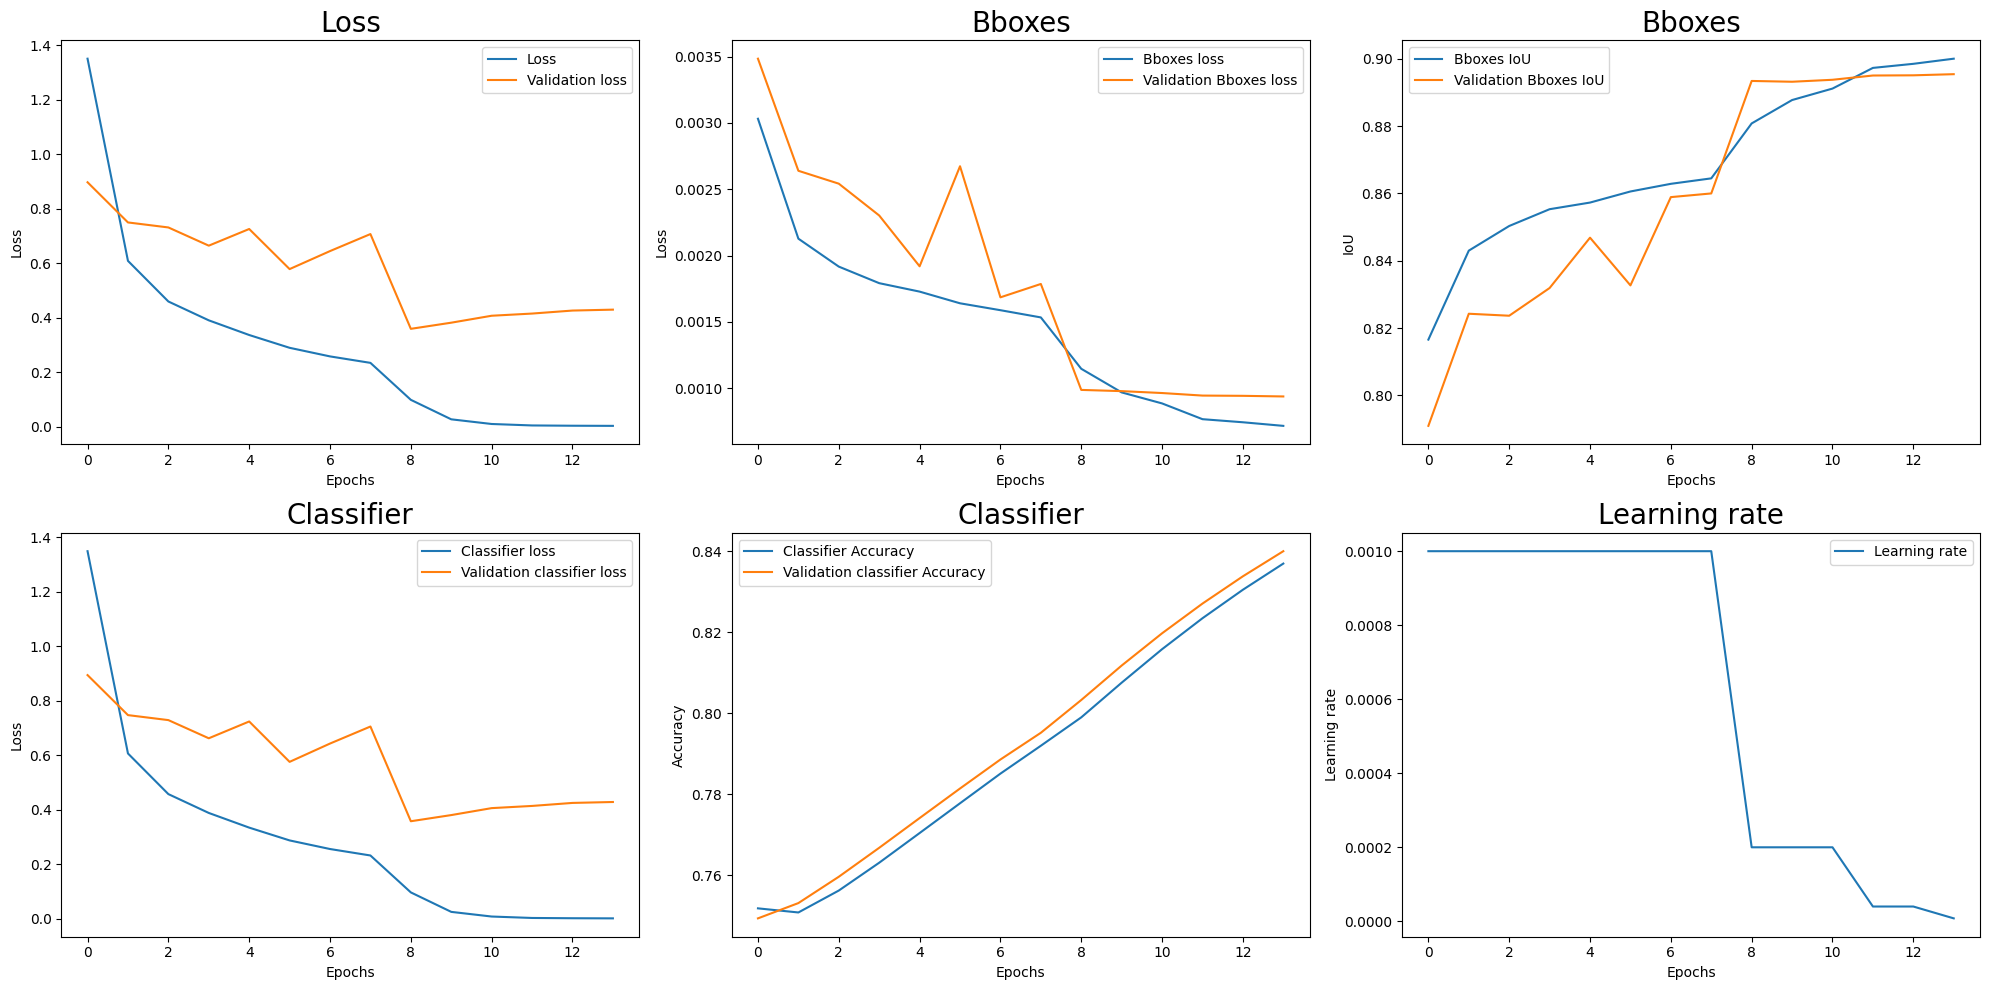 Loss
Loss
Validation loss
1.4
1.2
1.0
0.8
0.6
0.4
0.2
0.0
Loss
0 2 4 6 8 10 12
Epochs
Bboxes
Bboxes loss
Validation Bboxes loss
0.0035
0.0030
0.0025
0.0020
0.0015
0.0010
Loss
0 2 4 6 8 10 12
Epochs
Bboxes
Bboxes IoU
Validation Bboxes IoU
0.90
0.88
0.86
0.84
0.82
0.80
IoU
0 2 4 6 8 10 12
Epochs
Classifier
Classifier loss
Validation classifier loss
1.4
1.2
1.0
0.8
0.6
0.4
0.2
0.0
Loss
0 2 4 6 8 10 12
Epochs
Classifier
Classifier Accuracy
Validation classifier Accuracy
0.84
0.82
0.80
0.78
0.76
Accuracy
0 2 4 6 8 10 12
Epochs
Learning rate
Learning rate
0.0010
0.0008
0.0006
0.0004
0.0002
0.0000
Learning rate
0 2 4 6 8 10 12
Epochs